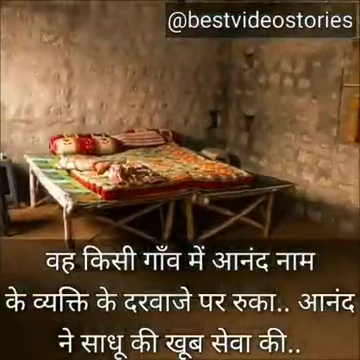 @bestvideostories
वह किसी गाँव में आनंद नाम
के व्यक्ति के दरवाजे पर रुका.. आनंद
ने साधू की खूब सेवा की..